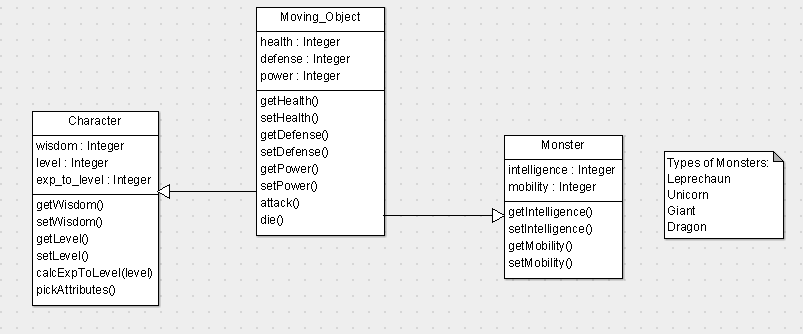 Moving_Object
health : Integer
defense : Integer
power : Integer
getHealth()
setHealth()
getDefense()
setDefense()
getPower()
setPower()
attack()
die()
Character
wisdom : Integer
level : Integer
exp_to_level : Integer
getWisdom()
setWisdom()
getLevel()
setLevel()
calcExpToLevel(level)
pickAttributes()
Monster
intelligence : Integer
mobility : Integer
getIntelligence()
setIntelligence()
getMobility()
setMobility()
Types of Monsters:
Leprechaun
Unicorn
Giant
Dragon